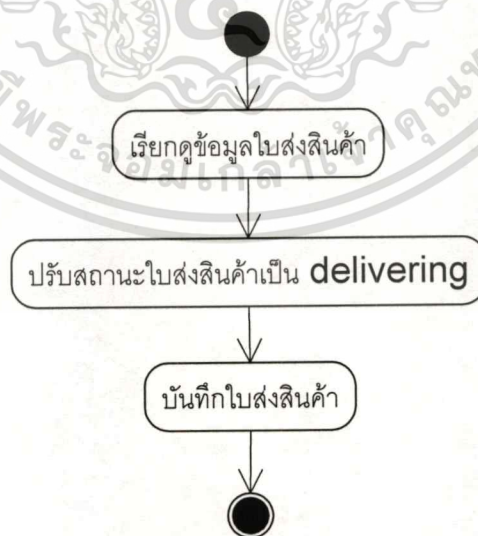 เรียกดูข้อมูลใบส่งสินค้า
ปรับสถานะใบส่งสินค้าเป็น delivering
บันทึกใบส่งสินค้า